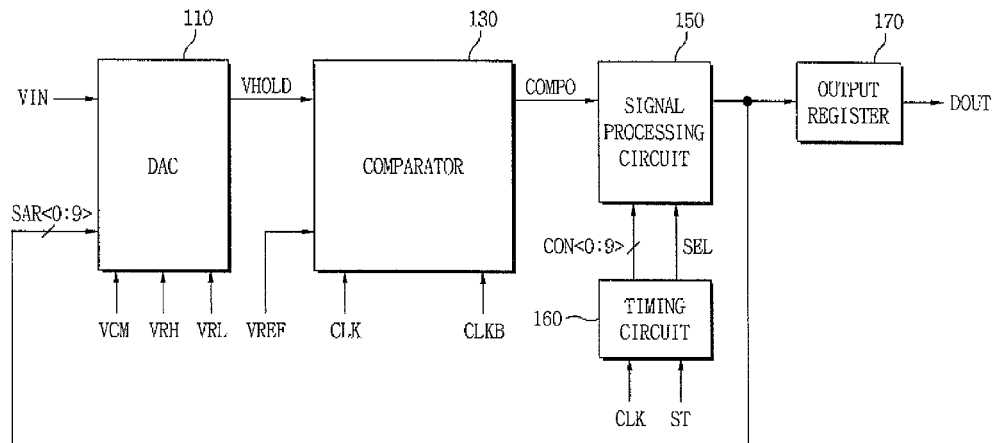 110
130
150
170
VIN
DAC
VHOLD
COMPARATOR
COMPO
SIGNAL
PROCESSING
CIRCUIT
OUTPUT
REGISTER
DOUT
SAR<0:9>
CON<0:9>
SEL
VCM
VRH
VRL
VREF
CLK
CLKB
160
TIMING
CIRCUIT
CLK
ST